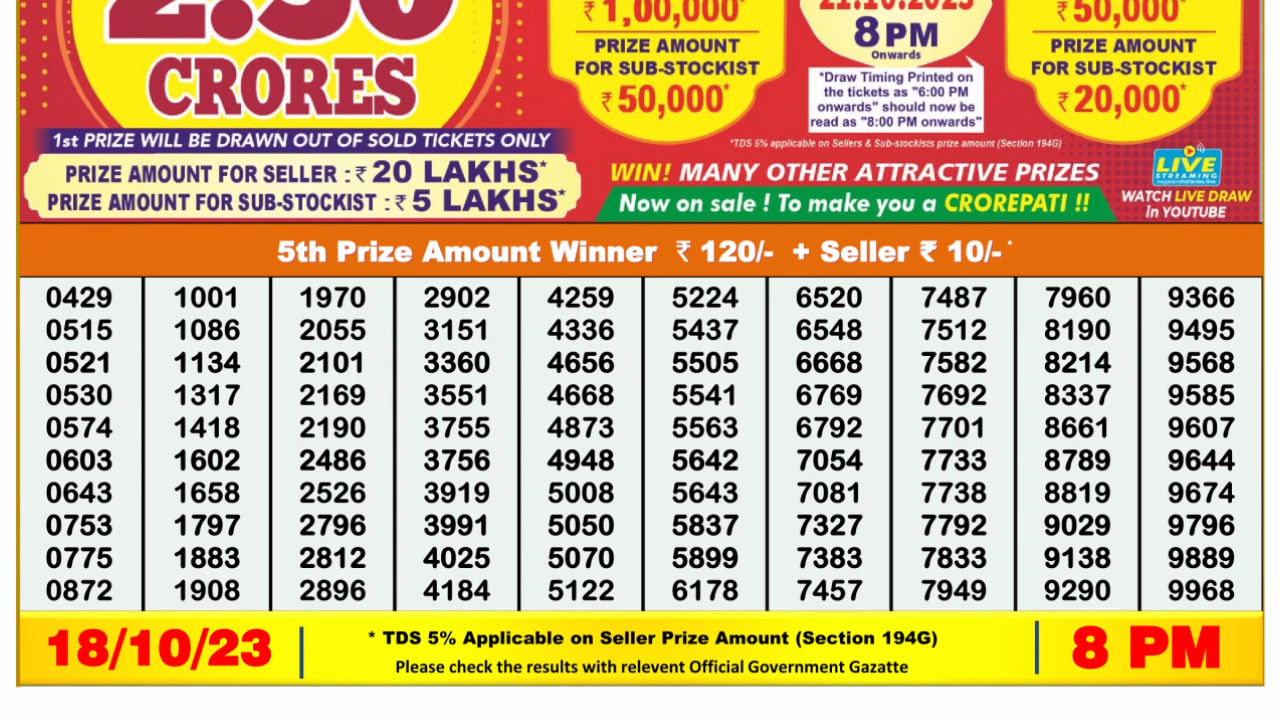 2.50
CRORES
1st PRIZE WILL BE DRAWN OUT OF SOLD TICKETS ONLY
PRIZE AMOUNT FOR SELLER : ₹ 20 LAKHS*
PRIZE AMOUNT FOR SUB-STOCKIST : ₹ 5 LAKHS*
₹ 1,00,000*
PRIZE AMOUNT
FOR SUB-STOCKIST
₹ 50,000*
21.10.2023
8 PM
Onwards
*Draw Timing Printed on
the tickets as "6:00 PM
onwards" should now be
read as "8:00 PM onwards"
₹ 50,000*
PRIZE AMOUNT
FOR SUB-STOCKIST
₹ 20,000*
*TDS 5% applicable on Sellers & Sub-stockists prize amount (Section 194G)
WIN! MANY OTHER ATTRACTIVE PRIZES
Now on sale ! To make you a CROREPATI !!
LIVE
STREAMING
WATCH LIVE DRAW
in YOUTUBE
5th Prize Amount Winner ₹ 120/- + Seller ₹ 10/- *
0429 1001 1970 2902 4259 5224 6520 7487 7960 9366
0515 1086 2055 3151 4336 5437 6548 7512 8190 9495
0521 1134 2101 3360 4656 5505 6668 7582 8214 9568
0530 1317 2169 3551 4668 5541 6769 7692 8337 9585
0574 1418 2190 3755 4873 5563 6792 7701 8661 9607
0603 1602 2486 3756 4948 5642 7054 7733 8789 9644
0643 1658 2526 3919 5008 5643 7081 7738 8819 9674
0753 1797 2796 3991 5050 5837 7327 7792 9029 9796
0775 1883 2812 4025 5070 5899 7383 7833 9138 9889
0872 1908 2896 4184 5122 6178 7457 7949 9290 9968
18/10/23
* TDS 5% Applicable on Seller Prize Amount (Section 194G)
Please check the results with relevent Official Government Gazatte
8 PM